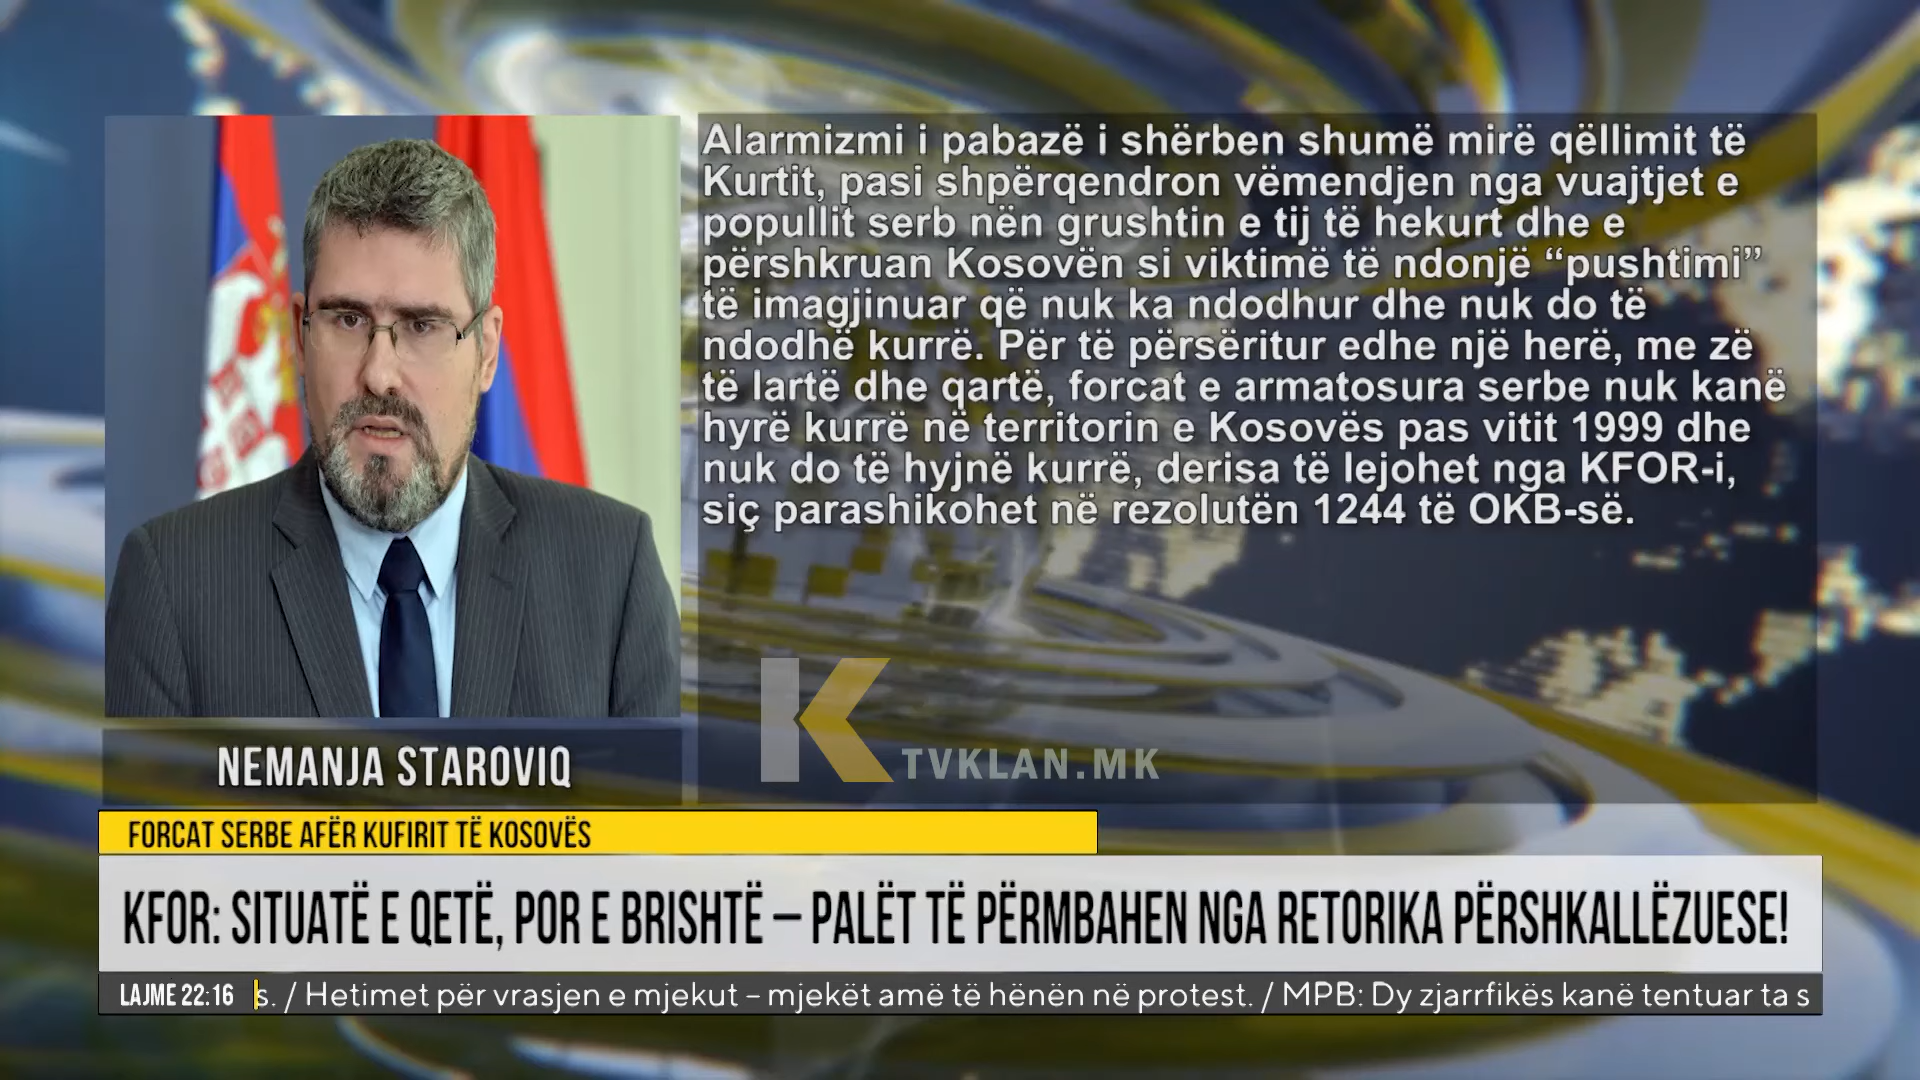 Alarmizmi i pabazë i shërben shumë mirë qëllimit të
Kurtit, pasi shpërqendron vëmendjen nga vuajtjet e
popullit serb nën grushtin e tij të hekurt dhe e
përshkruan Kosovën si viktimë të ndonjë “pushtimi”
të imagjinuar që nuk ka ndodhur dhe nuk do të
ndodhë kurrë. Për të përsëritur edhe një herë, me zë
të lartë dhe qartë, forcat e armatosura serbe nuk kanë
hyrë kurrë në territorin e Kosovës pas vitit 1999 dhe
nuk do të hyjnë kurrë, derisa të lejohet nga KFOR-i,
siç parashikohet në rezolutën 1244 të OKB-së.
K TVKLAN.MK
NEMANJA STAROVIQ
FORCAT SERBE AFËR KUFIRIT TË KOSOVËS
KFOR: SITUATË E QETË, POR E BRISHTË – PALËT TË PËRMBAHEN NGA RETORIKA PËRSHKALLËZUESE!
LAJME 22:16 s. / Hetimet për vrasjen e mjekut – mjekët amë të hënën në protest. / MPB: Dy zjarrfikës kanë tentuar ta s